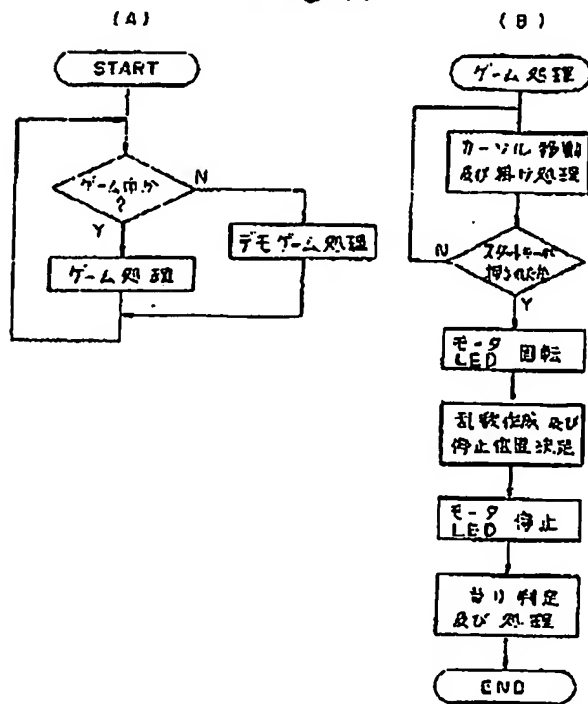 (A)
START
ゲーム中か
?
N
Y
デモゲーム処理
ゲーム処理
(B)
ゲーム処理
カーソル移動
及び掛け処理
N
スタートキーが
押されたか
Y
モータ
LED 回転
乱数作成及び
停止位置決定
モータ
LED 停止
当り判定
及び処理
END